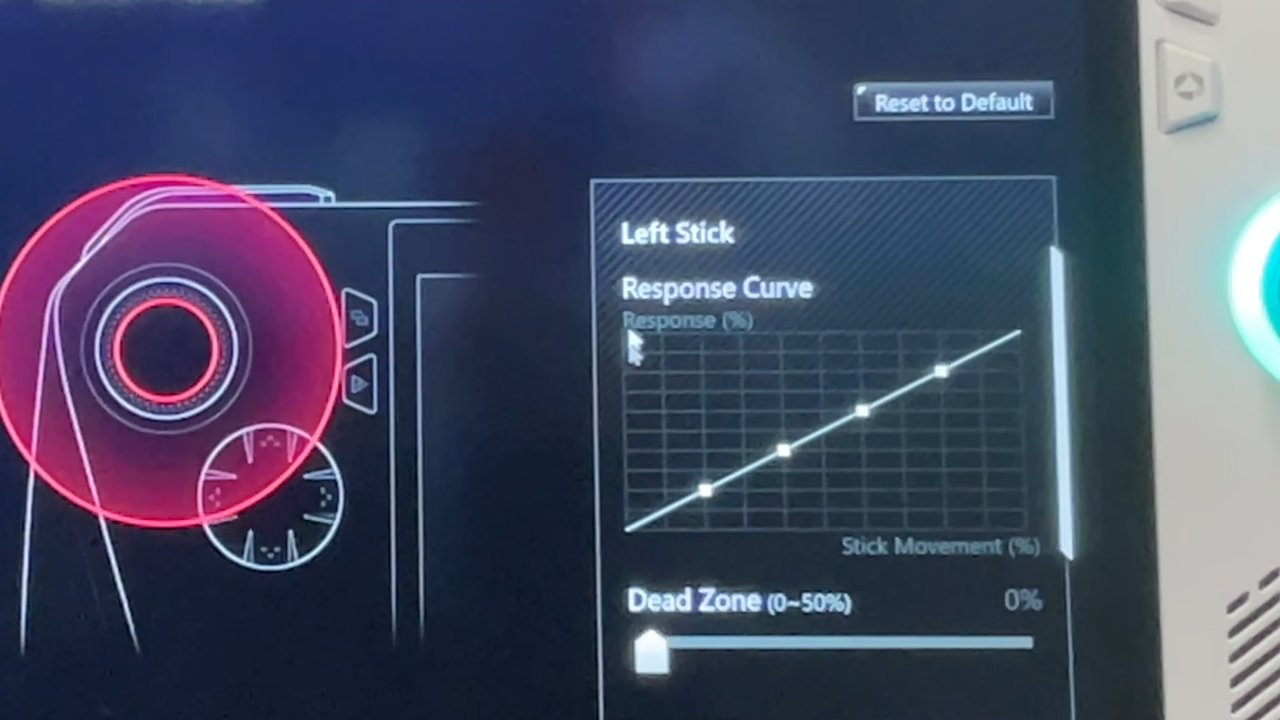 Reset to Default
Left Stick
Response Curve
Response (%)
Stick Movement (%)
Dead Zone (0~50%)
0%